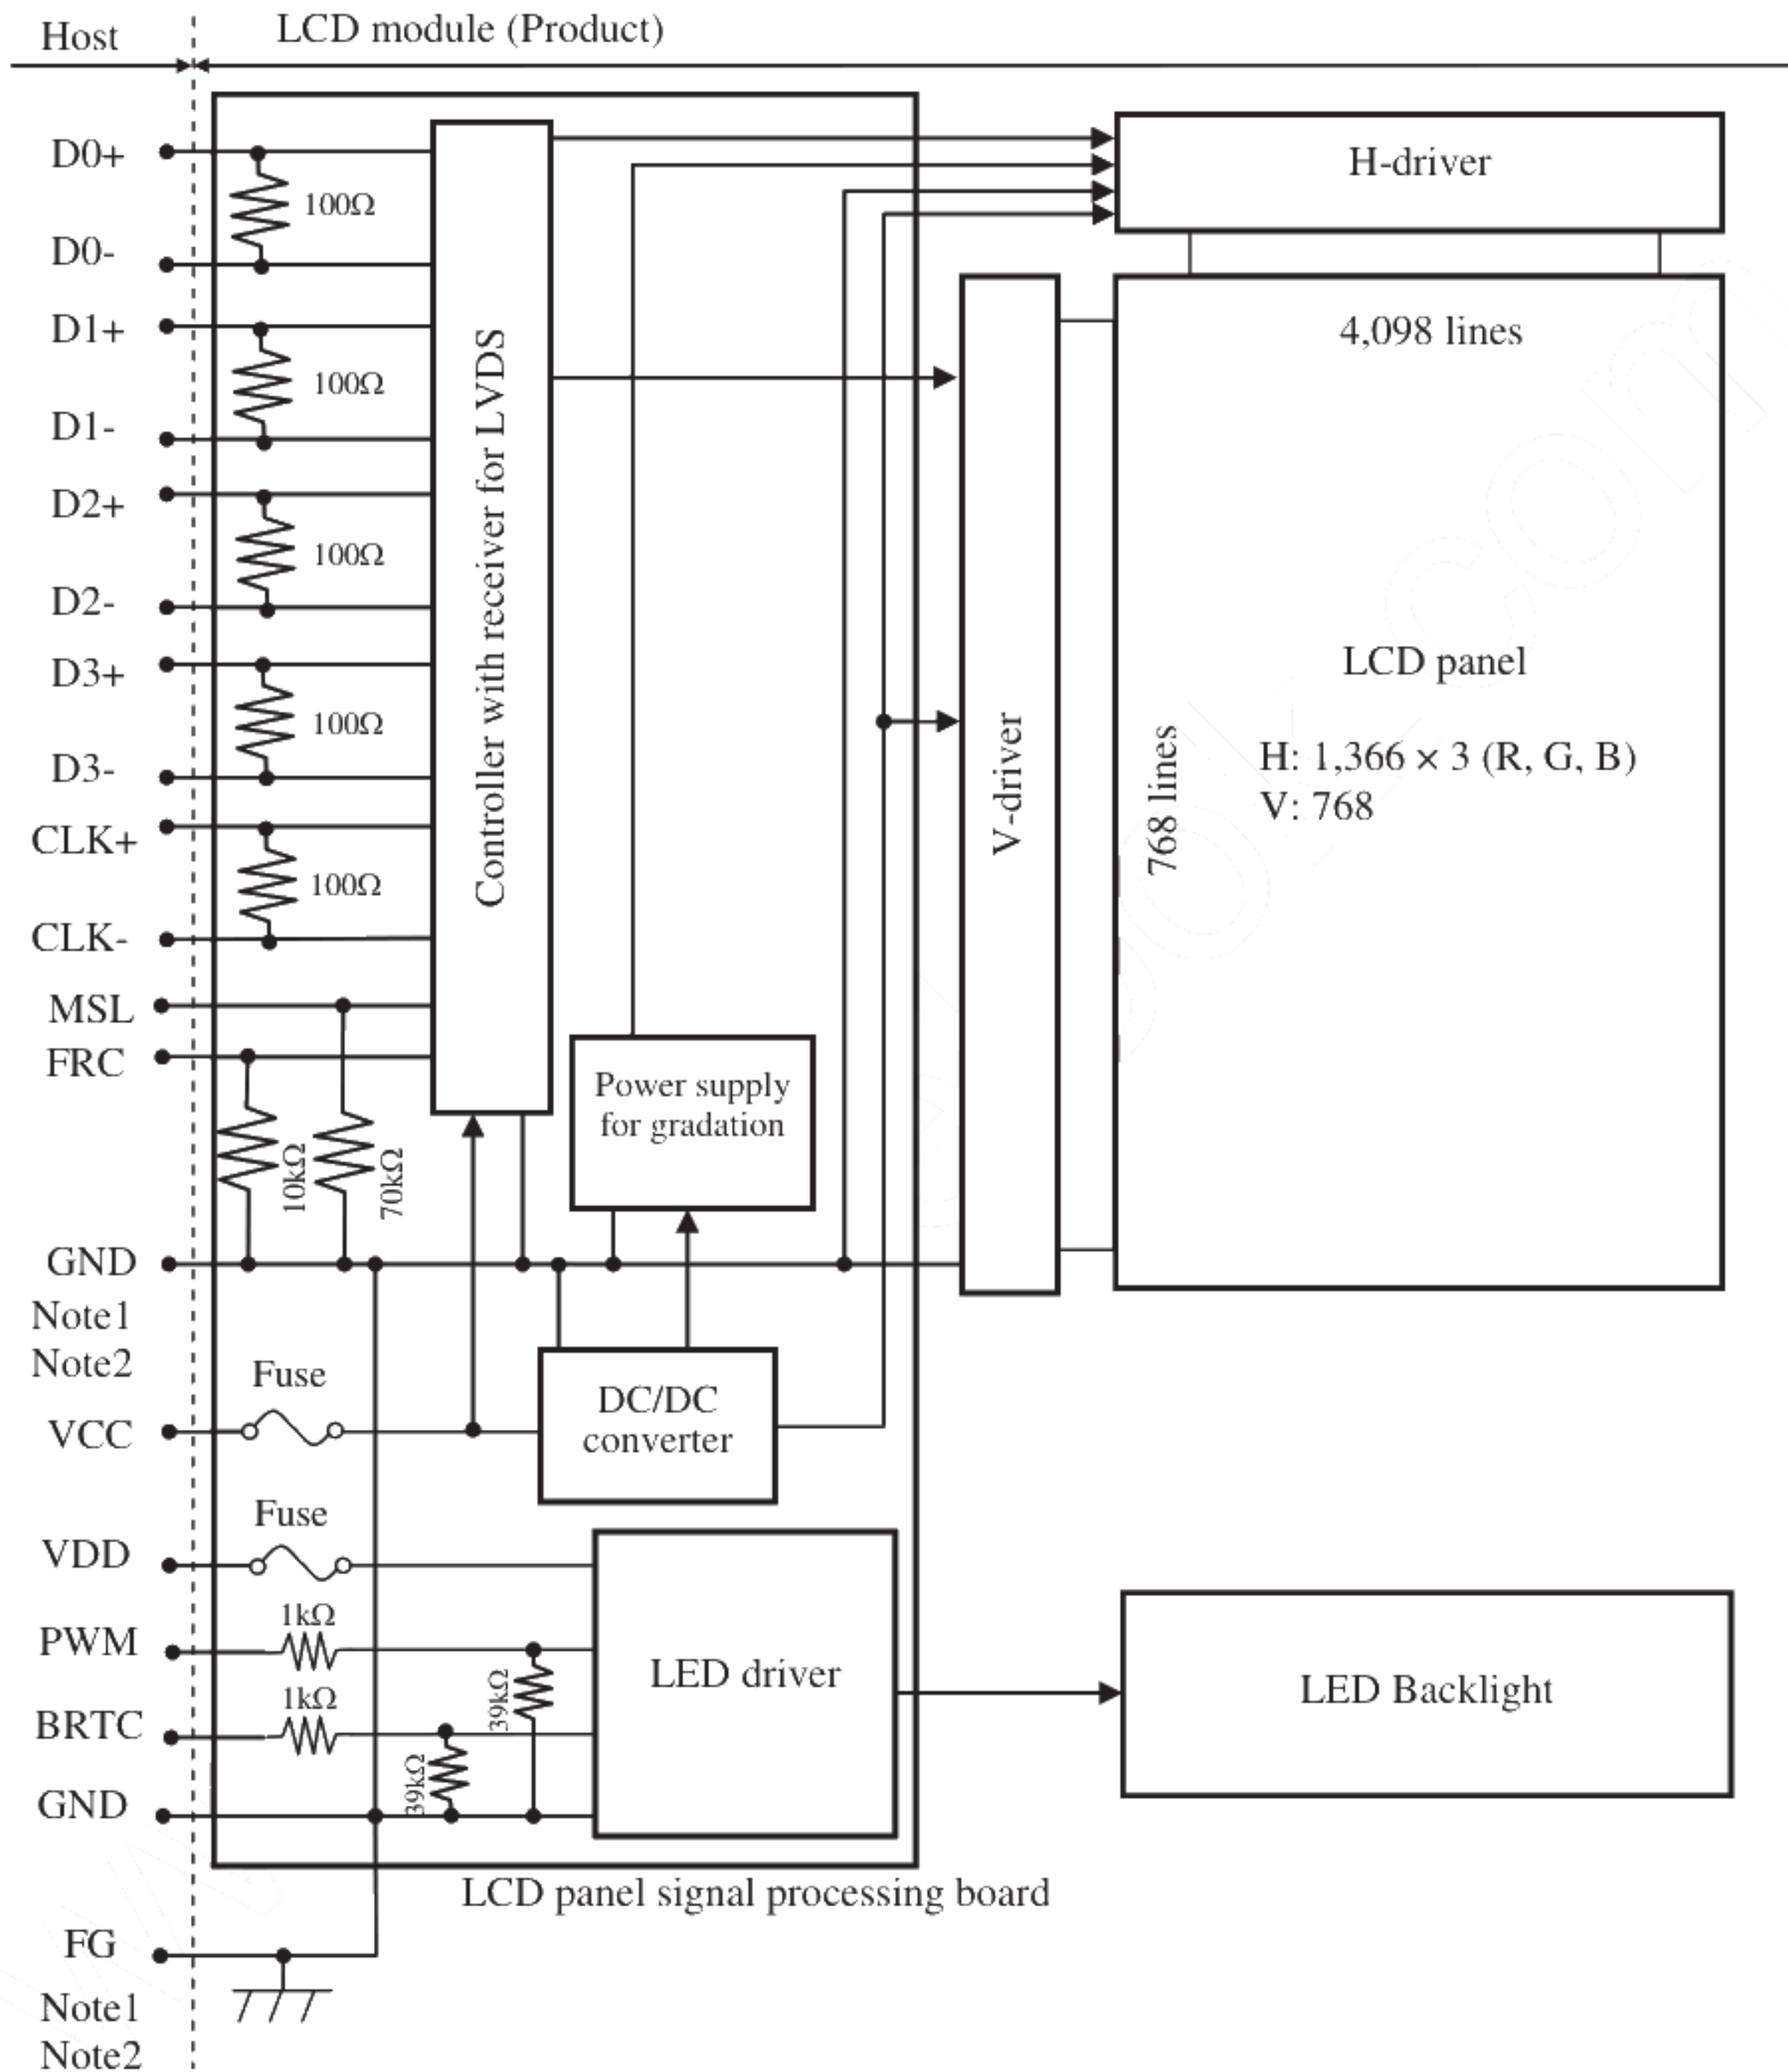 Host
LCD module (Product)
D0+
100Ω
D0-
D1+
100Ω
D1-
D2+
100Ω
D2-
D3+
100Ω
D3-
CLK+
100Ω
CLK-
MSL
FRC
10kΩ
70kΩ
GND
Note1
Note2
Controller with receiver for LVDS
Power supply
for gradation
H-driver
V-driver
4,098 lines
768 lines
LCD panel
H: 1,366 × 3 (R, G, B)
V: 768
Fuse
VCC
DC/DC
converter
Fuse
VDD
1kΩ
PWM
39kΩ
1kΩ
BRTC
39kΩ
GND
LED driver
LED Backlight
LCD panel signal processing board
FG
Note1
Note2